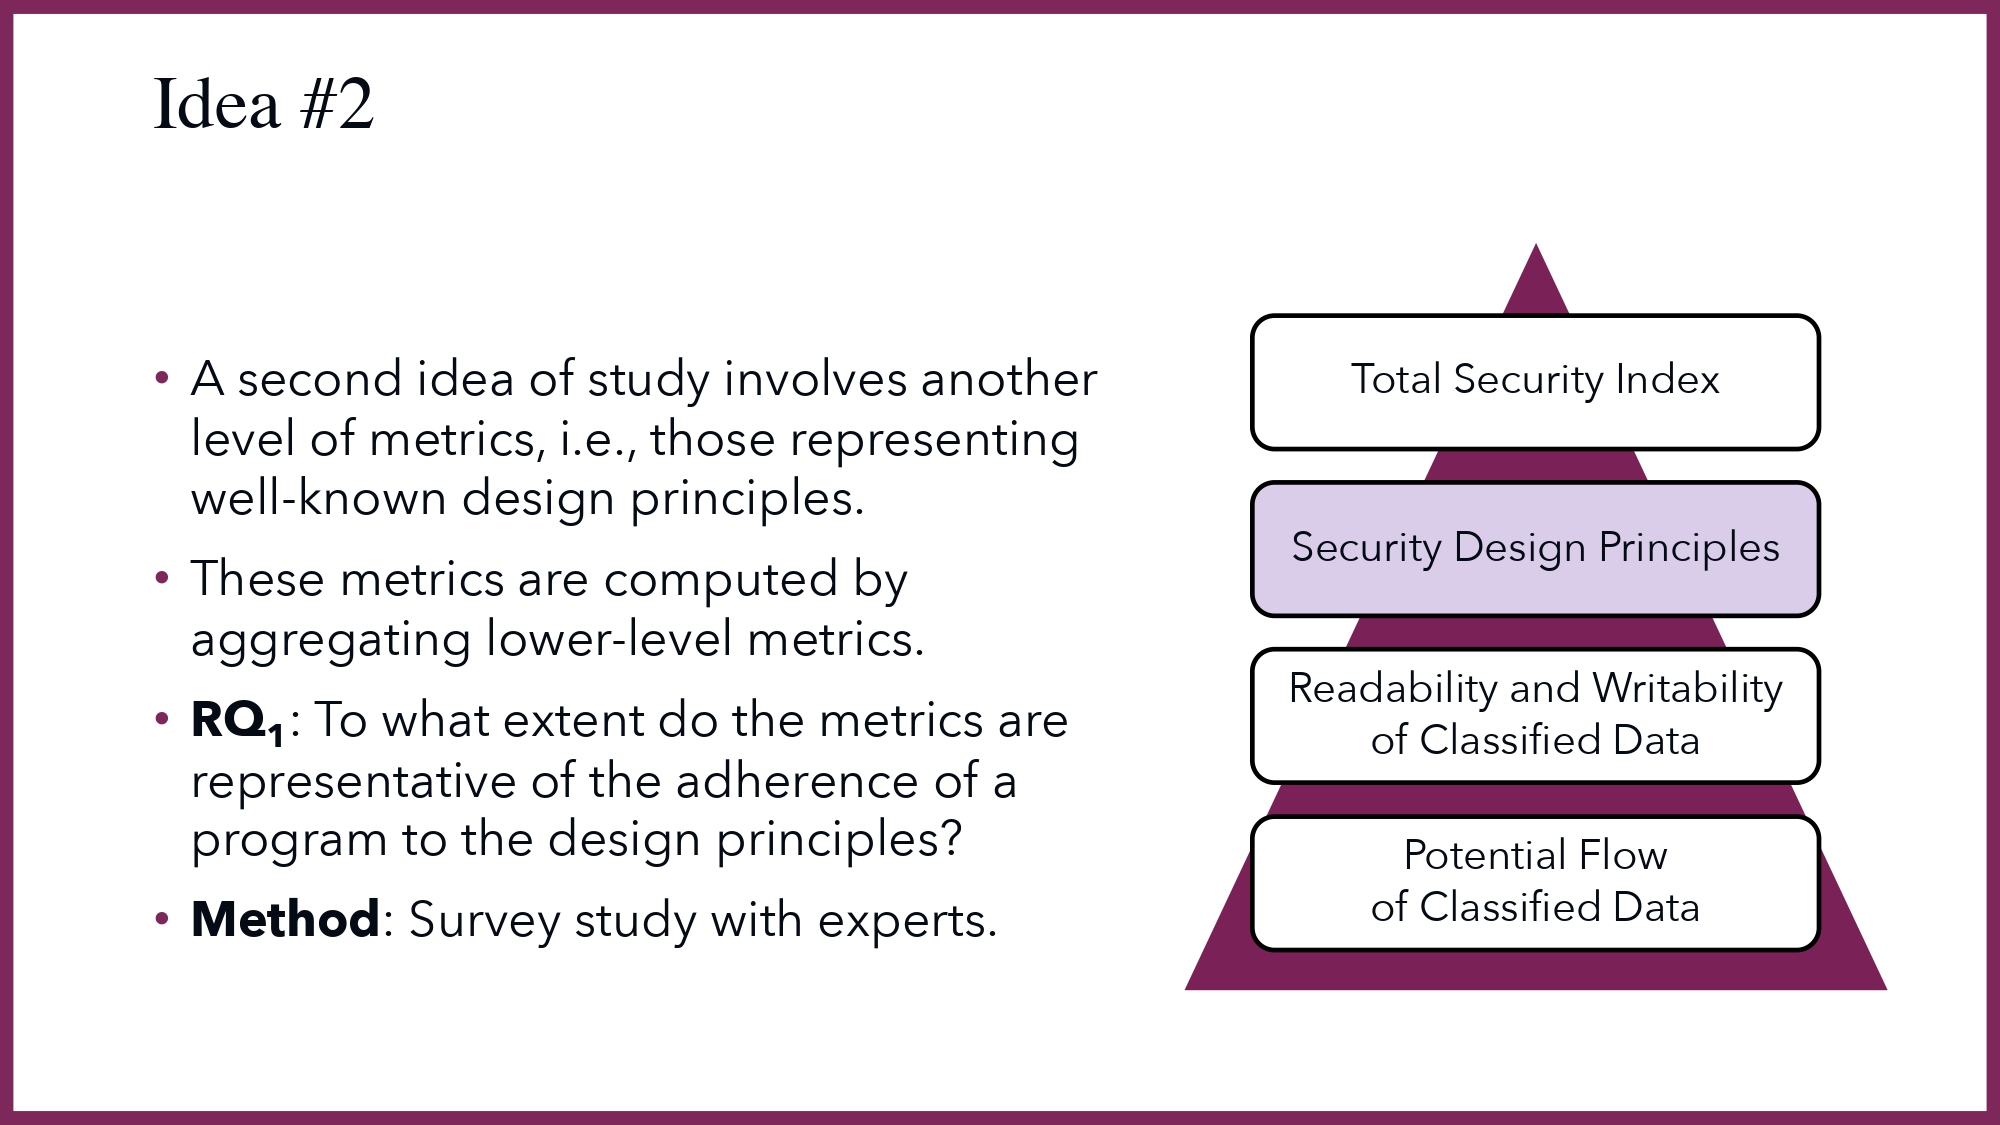 Idea #2
• A second idea of study involves another
level of metrics, i.e., those representing
well-known design principles.
• These metrics are computed by
aggregating lower-level metrics.
• RQ1: To what extent do the metrics are
representative of the adherence of a
program to the design principles?
• Method: Survey study with experts.
Total Security Index
Security Design Principles
Readability and Writability
of Classified Data
Potential Flow
of Classified Data